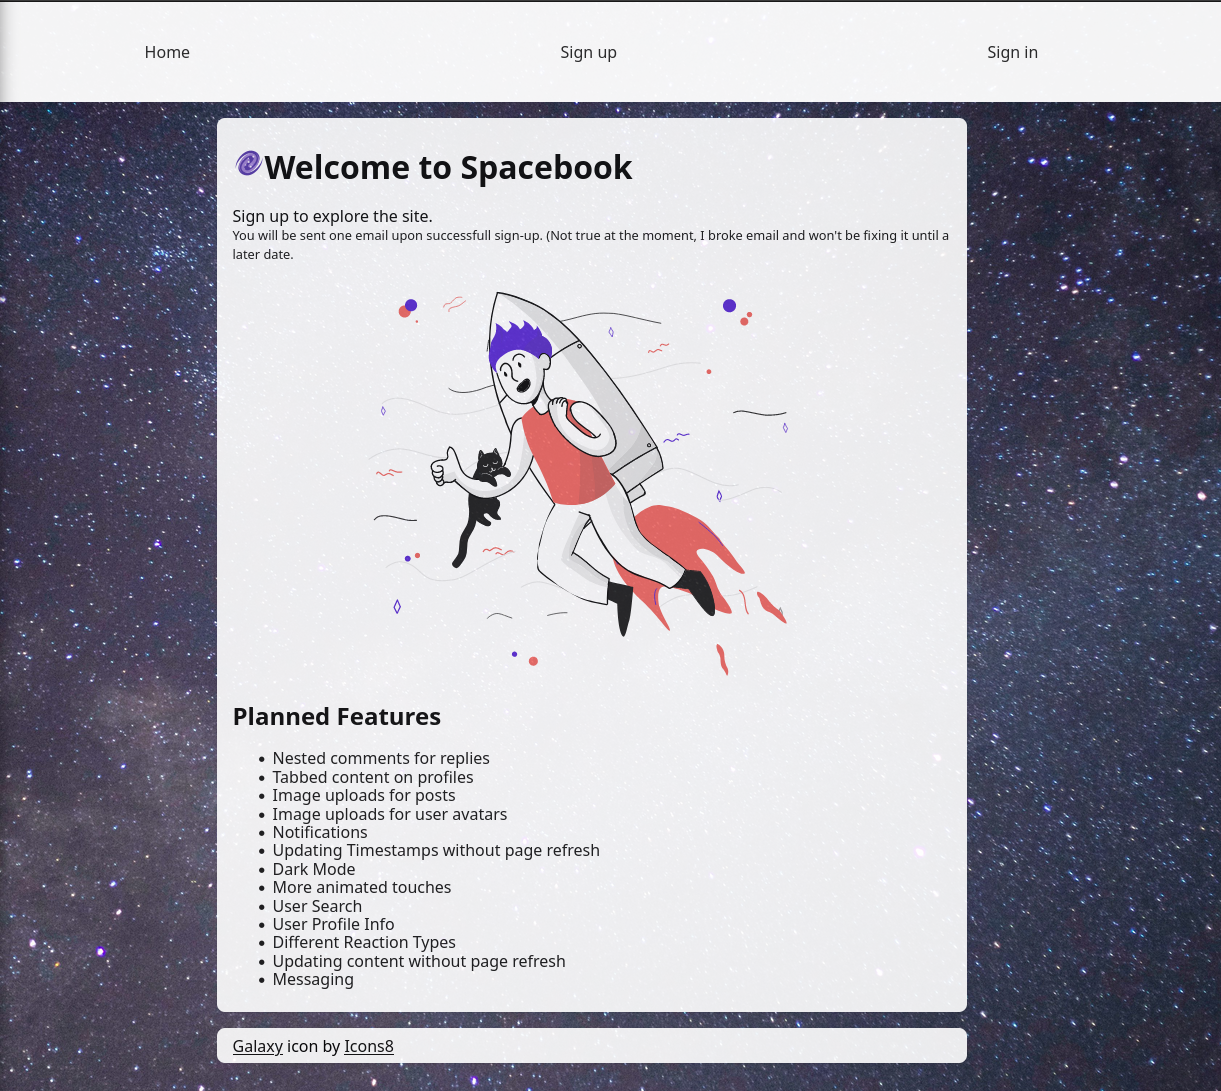 Home Sign up Sign in
Welcome to Spacebook
Sign up to explore the site.
You will be sent one email upon successfull sign-up. (Not true at the moment, I broke email and won't be fixing it until a
later date.
Planned Features
• Nested comments for replies
• Tabbed content on profiles
• Image uploads for posts
• Image uploads for user avatars
• Notifications
• Updating Timestamps without page refresh
• Dark Mode
• More animated touches
• User Search
• User Profile Info
• Different Reaction Types
• Updating content without page refresh
• Messaging
Galaxy icon by Icons8